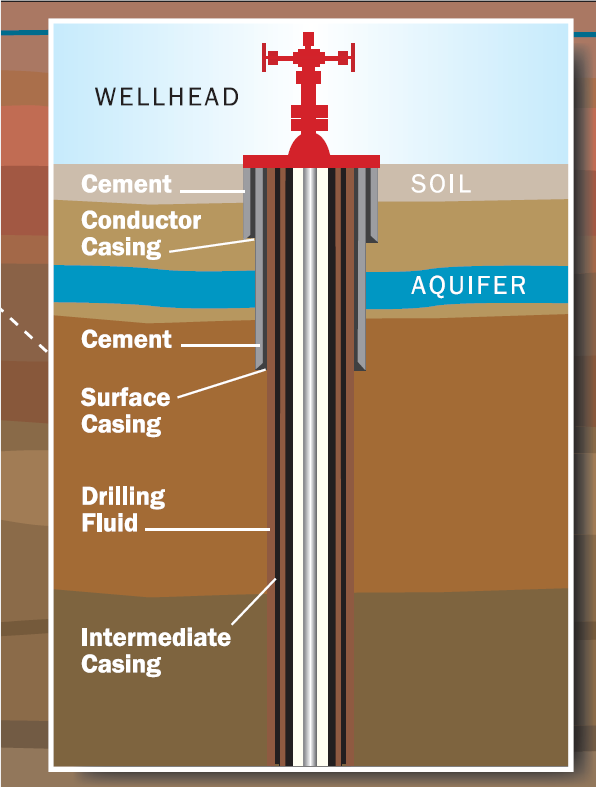 WELLHEAD
Cement
SOIL
Conductor
Casing
AQUIFER
Cement
Surface
Casing
Drilling
Fluid
Intermediate
Casing